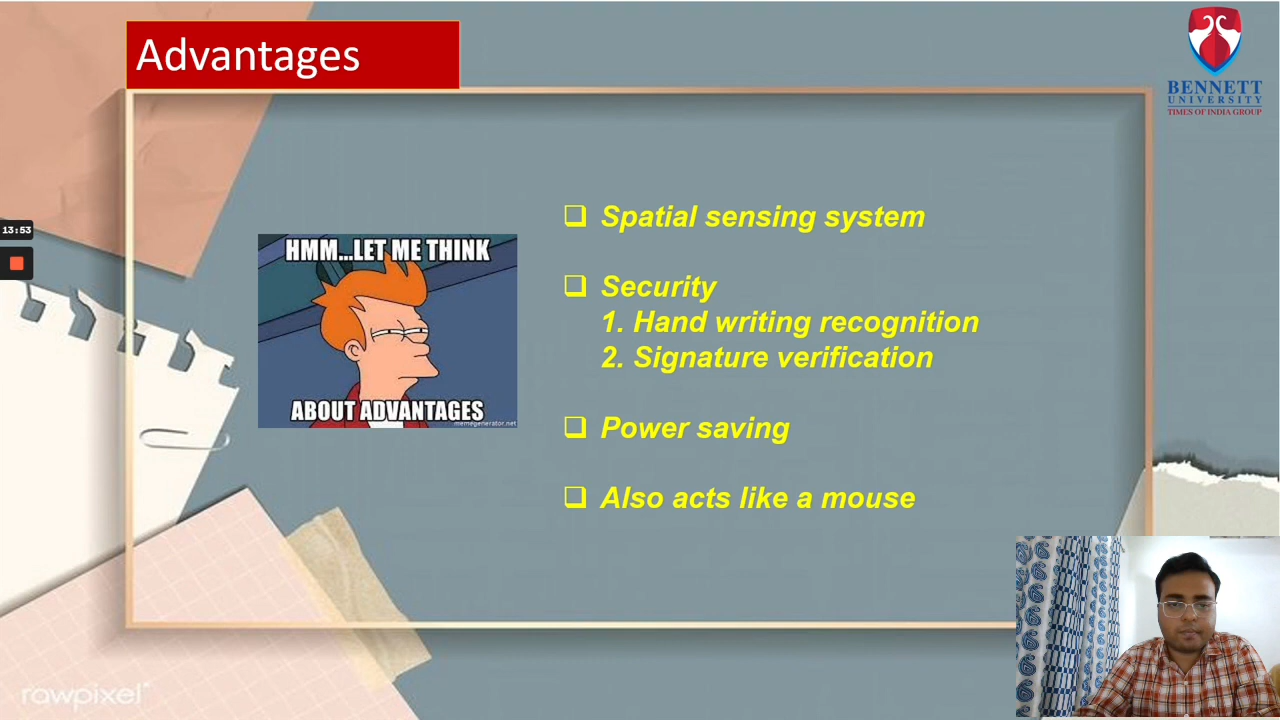 Advantages
BENNETT
UNIVERSITY
TIMES OF INDIA GROUP
13:53
HMM...LET ME THINK
ABOUT ADVANTAGES
memegenerator.net
❑ Spatial sensing system
❑ Security
1. Hand writing recognition
2. Signature verification
❑ Power saving
❑ Also acts like a mouse
rawpixel